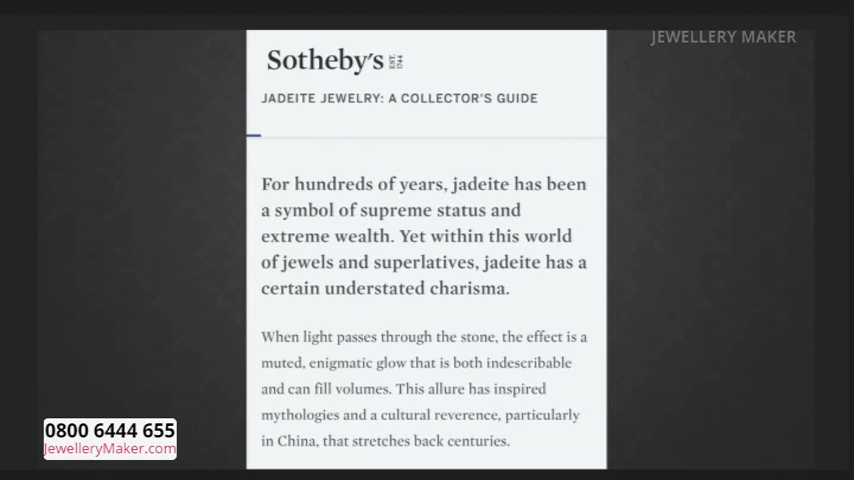 JEWELLERY MAKER
Sotheby's EST. 1744
JADEITE JEWELRY: A COLLECTOR'S GUIDE
For hundreds of years, jadeite has been
a symbol of supreme status and
extreme wealth. Yet within this world
of jewels and superlatives, jadeite has a
certain understated charisma.
When light passes through the stone, the effect is a
muted, enigmatic glow that is both indescribable
and can fill volumes. This allure has inspired
mythologies and a cultural reverence, particularly
in China, that stretches back centuries.
0800 6444 655
JewelleryMaker.com